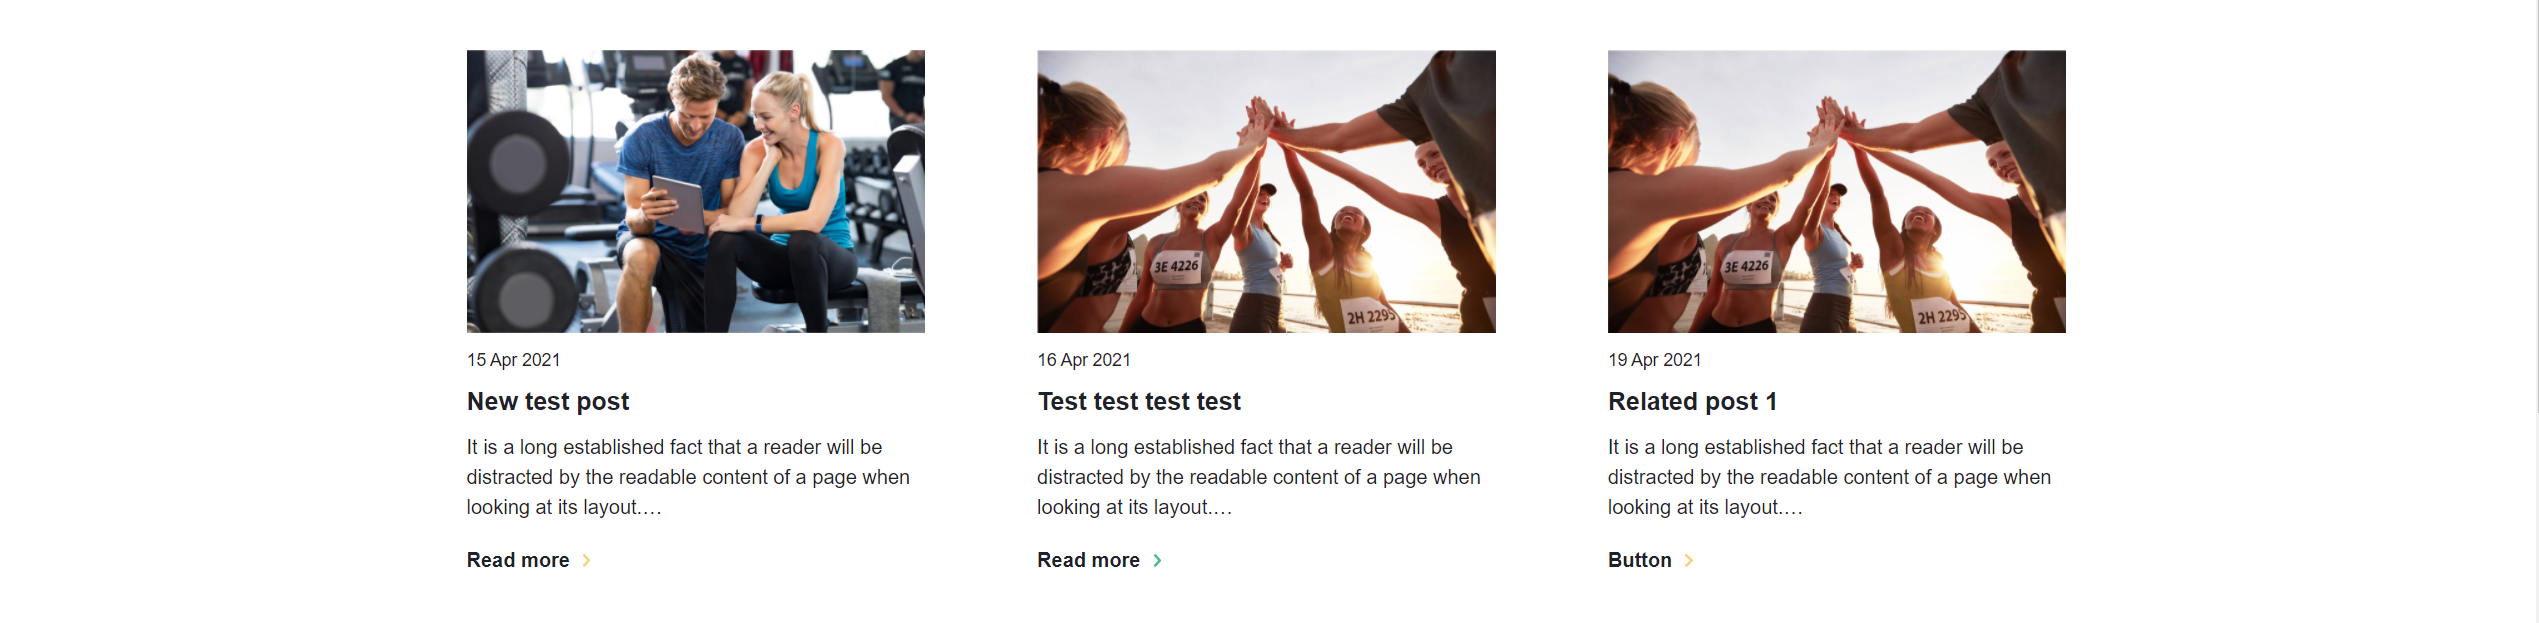 3E 4226
2H 2295
3E 4226
2H 2295
15 Apr 2021
New test post
It is a long established fact that a reader will be
distracted by the readable content of a page when
looking at its layout.…
Read more
16 Apr 2021
Test test test test
It is a long established fact that a reader will be
distracted by the readable content of a page when
looking at its layout.…
Read more
19 Apr 2021
Related post 1
It is a long established fact that a reader will be
distracted by the readable content of a page when
looking at its layout.…
Button